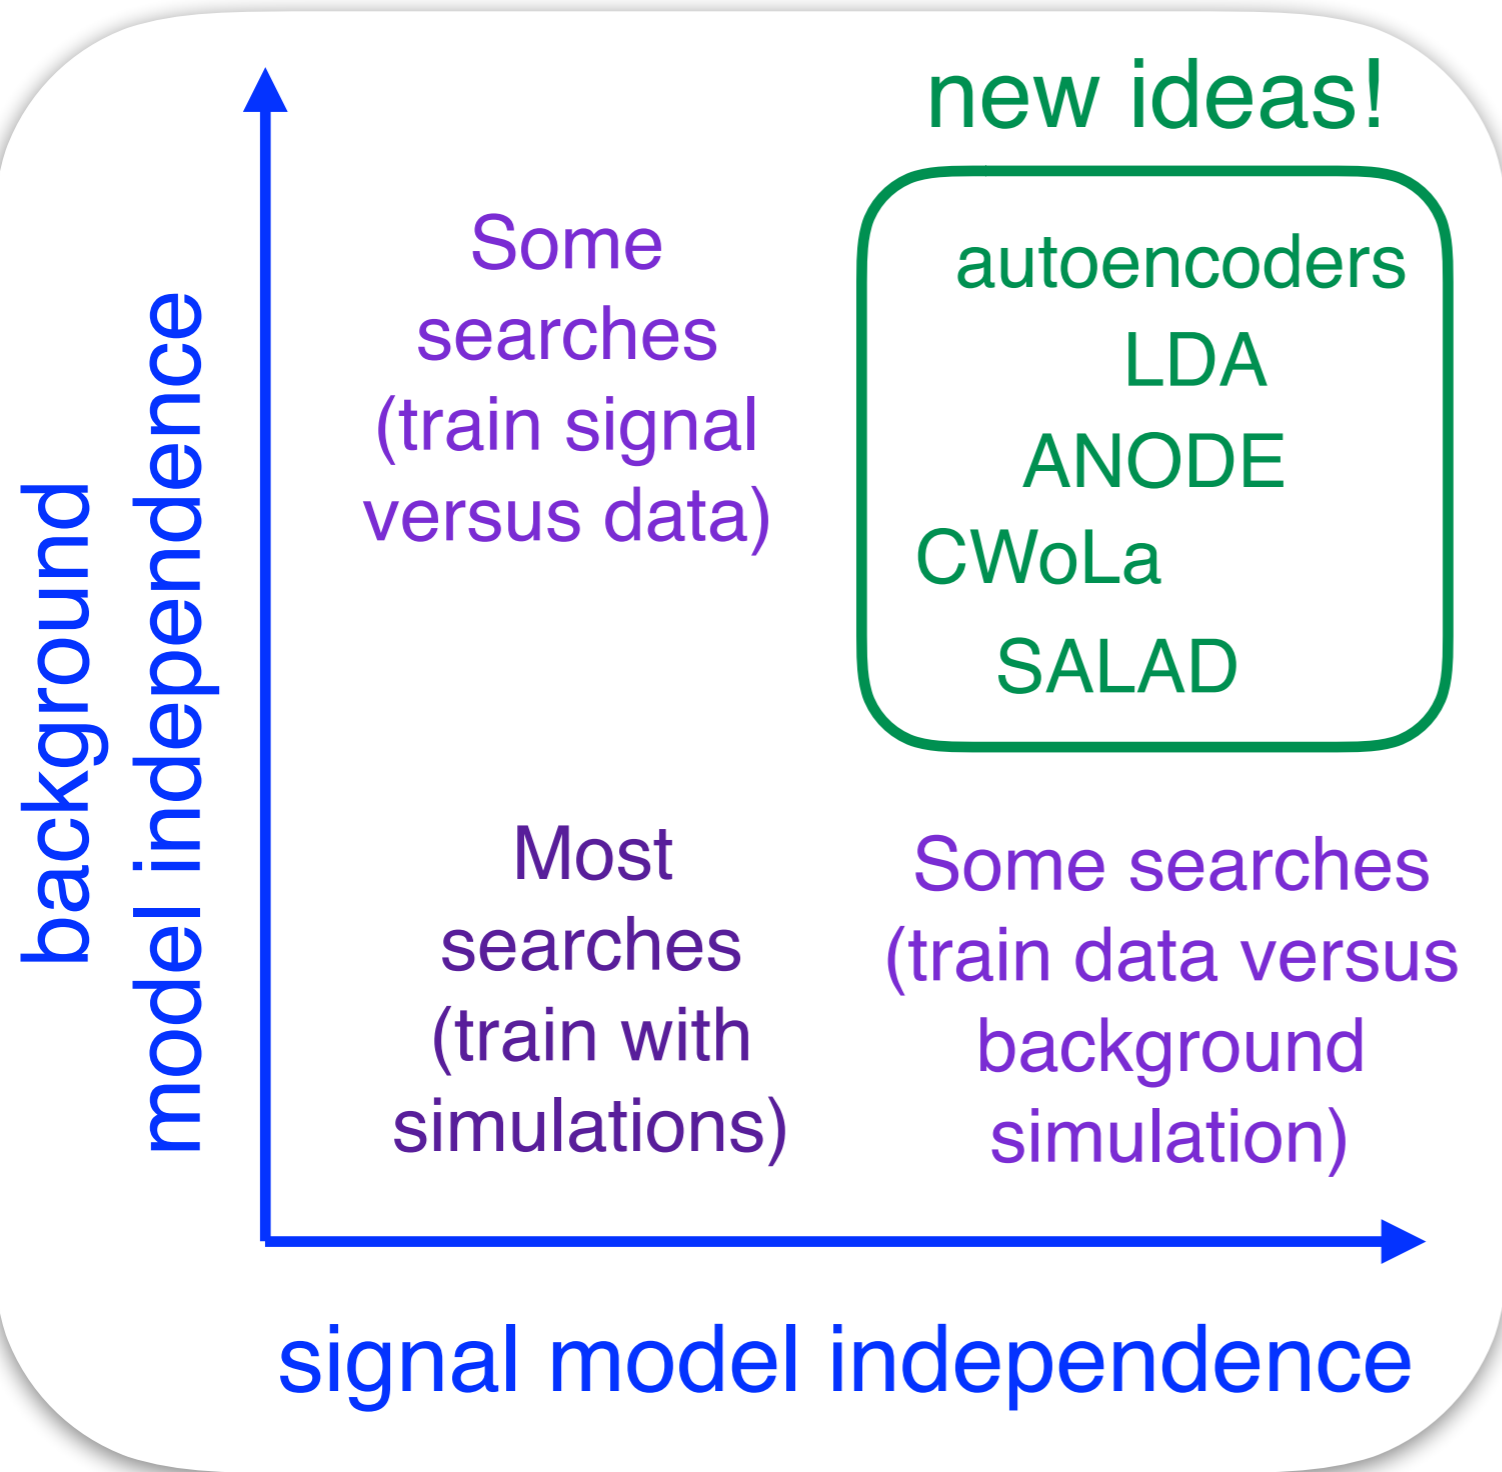 new ideas!
Some
searches
(train signal
versus data)
autoencoders
LDA
ANODE
CWoLa
SALAD
background
model independence
Most
searches
(train with
simulations)
Some searches
(train data versus
background
simulation)
signal model independence